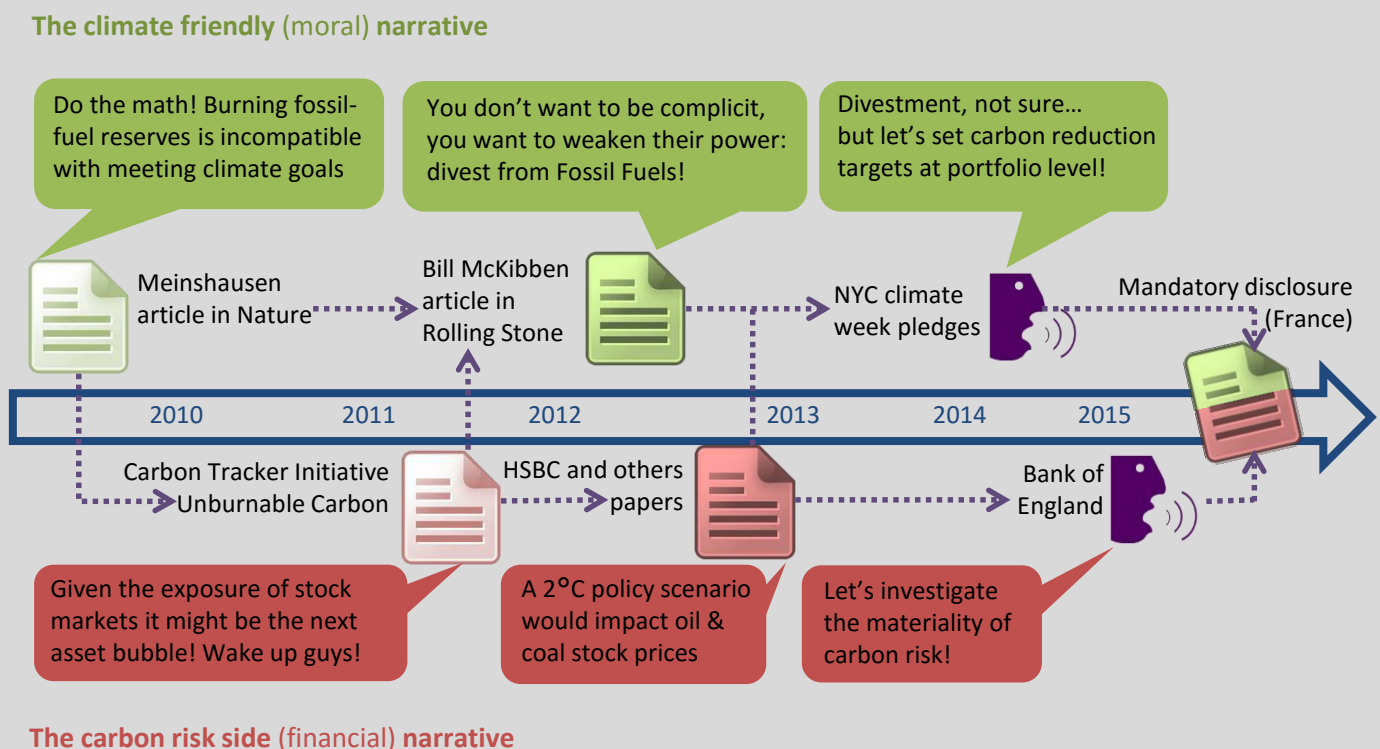 The climate friendly (moral) narrative
Do the math! Burning fossil-
fuel reserves is incompatible
with meeting climate goals
You don’t want to be complicit,
you want to weaken their power:
divest from Fossil Fuels!
Divestment, not sure…
but let’s set carbon reduction
targets at portfolio level!
Meinshausen
article in Nature
Bill McKibben
article in
Rolling Stone
NYC climate
week pledges
Mandatory disclosure
(France)
2010 2011 2012 2013 2014 2015
Carbon Tracker Initiative
Unburnable Carbon
HSBC and others
papers
Bank of
England
Given the exposure of stock
markets it might be the next
asset bubble! Wake up guys!
A 2°C policy scenario
would impact oil &
coal stock prices
Let’s investigate
the materiality of
carbon risk!
The carbon risk side (financial) narrative